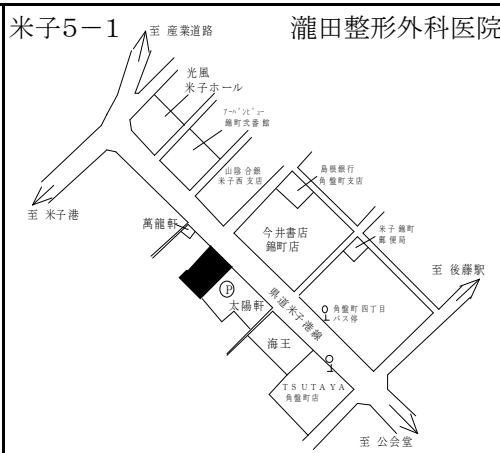 米子5−1
瀧田整形外科医院
至 産業道路
光風
米子ホール
アーバンビュー
錦町弐番館
山陰合銀
米子西支店
島根銀行
角盤町支店
至 米子港
萬龍軒
今井書店
錦町店
米子錦町
郵便局
至 後藤駅
P
太陽軒
県道米子港線
角盤町四丁目
バス停
海王
TSUTAYA
角盤町店
至 公会堂